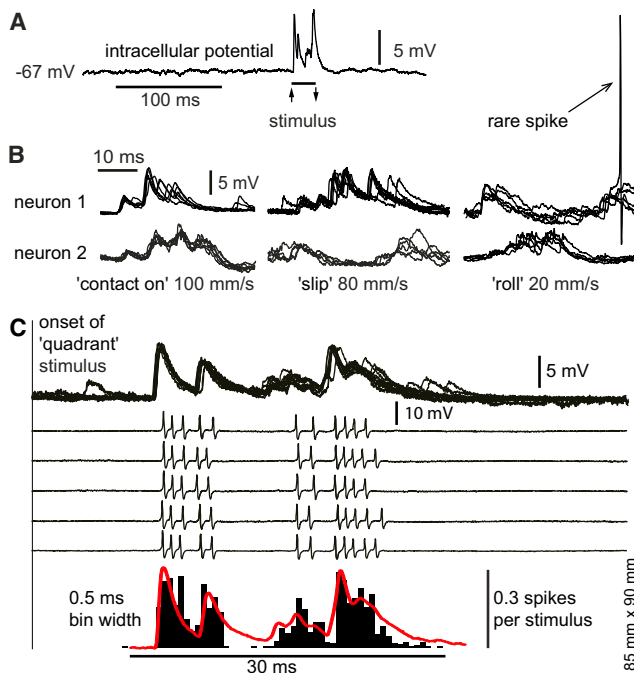 A
intracellular potential
5 mV
-67 mV
100 ms
stimulus
rare spike
B
10 ms
5 mV
neuron 1
neuron 2
'contact on' 100 mm/s
'slip' 80 mm/s
'roll' 20 mm/s
C
onset of
'quadrant'
stimulus
5 mV
10 mV
0.5 ms
bin width
0.3 spikes
per stimulus
30 ms
85 mm x 90 mm